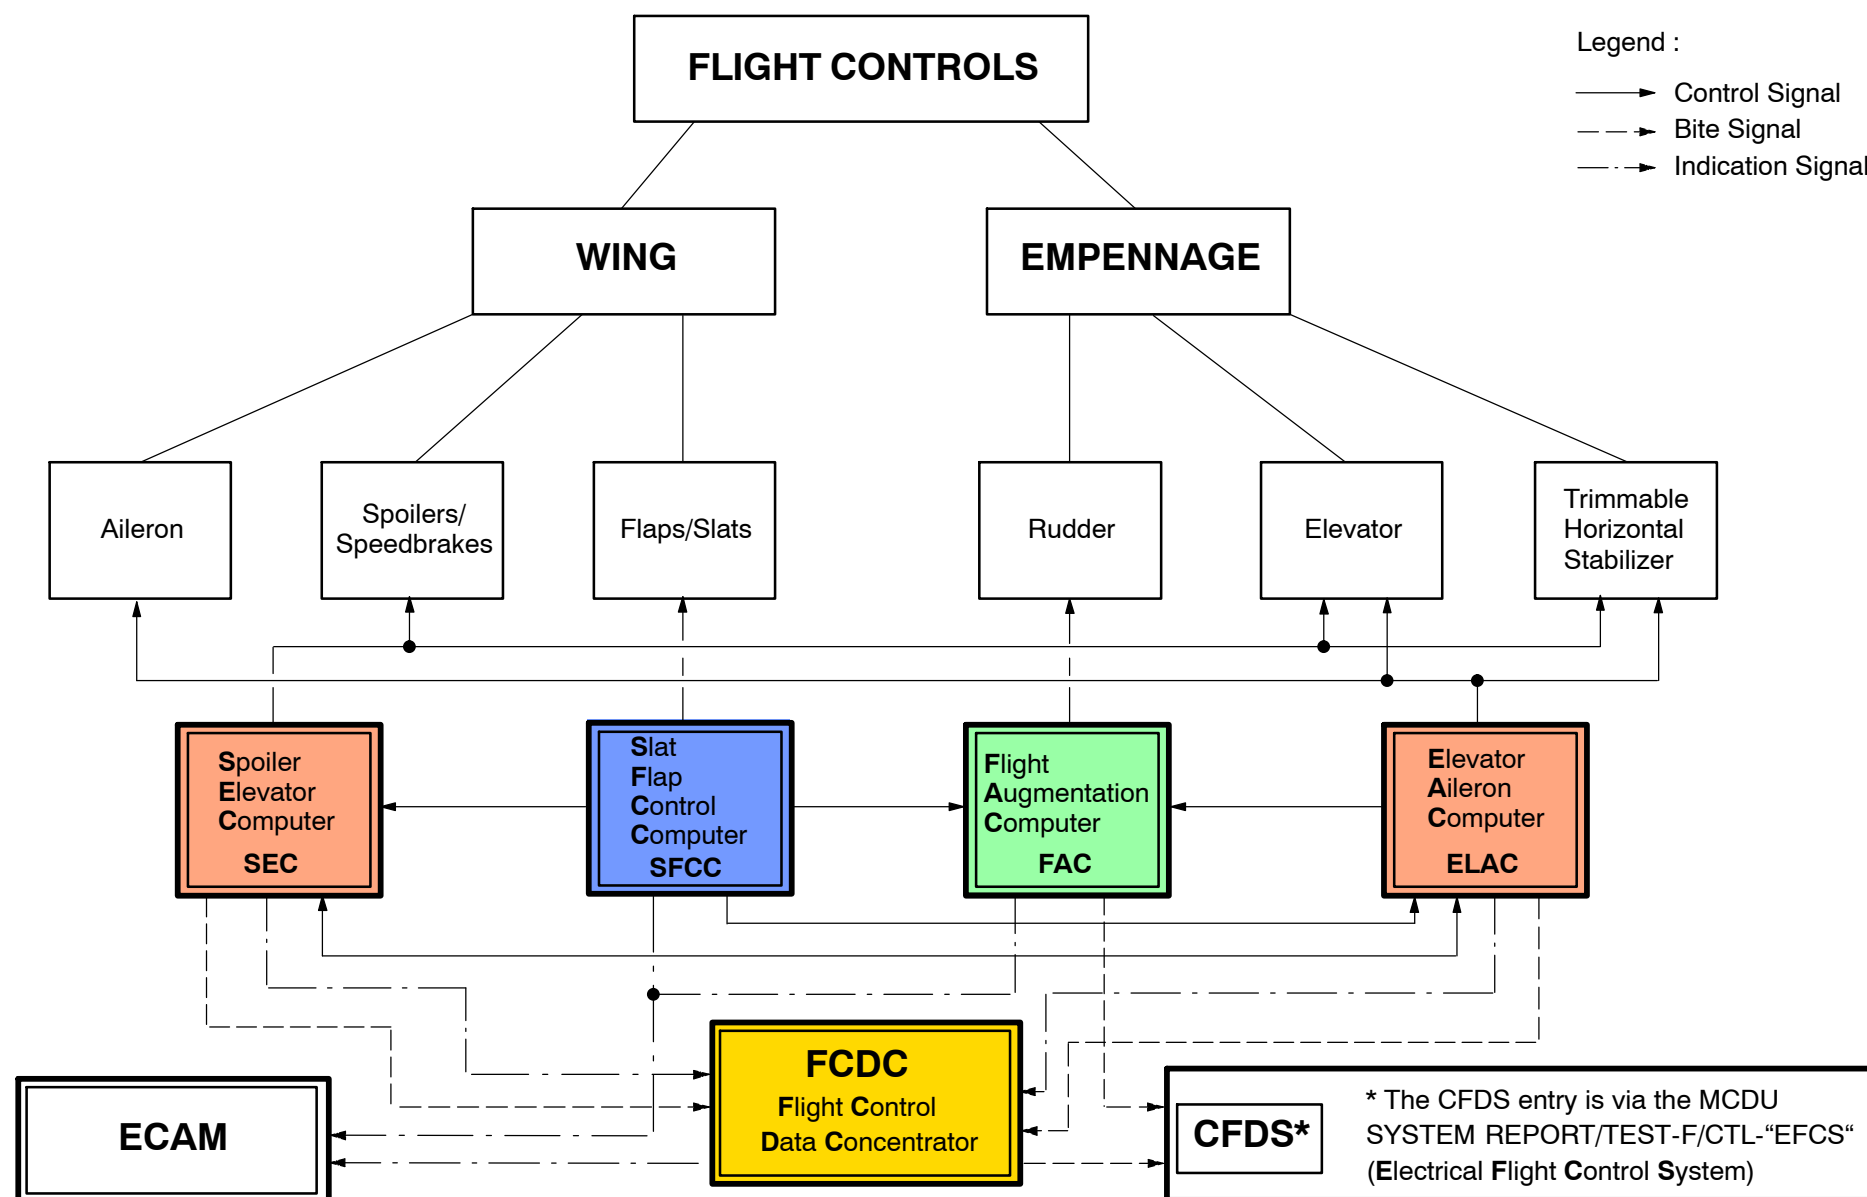 FLIGHT CONTROLS
Legend :
Control Signal
Bite Signal
Indication Signal
WING
EMPENNAGE
Aileron
Spoilers/
Speedbrakes
Flaps/Slats
Rudder
Elevator
Trimmable
Horizontal
Stabilizer
Spoiler
Elevator
Computer
SEC
Slat
Flap
Control
Computer
SFCC
Flight
Augmentation
Computer
FAC
Elevator
Aileron
Computer
ELAC
FCDC
Flight Control
Data Concentrator
ECAM
CFDS*
* The CFDS entry is via the MCDU
SYSTEM REPORT/TEST-F/CTL-“EFCS“
(Electrical Flight Control System)